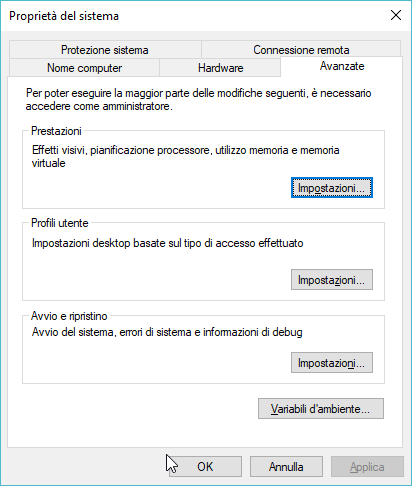 Proprietà del sistema
Protezione sistema
Connessione remota
Nome computer
Hardware
Avanzate
Per poter eseguire la maggior parte delle modifiche seguenti, è necessario
accedere come amministratore.
Prestazioni
Effetti visivi, pianificazione processore, utilizzo memoria e memoria
virtuale
Impostazioni...
Profili utente
Impostazioni desktop basate sul tipo di accesso effettuato
Impostazioni...
Avvio e ripristino
Avvio del sistema, errori di sistema e informazioni di debug
Impostazioni...
Variabili d'ambiente...
OK
Annulla
Applica